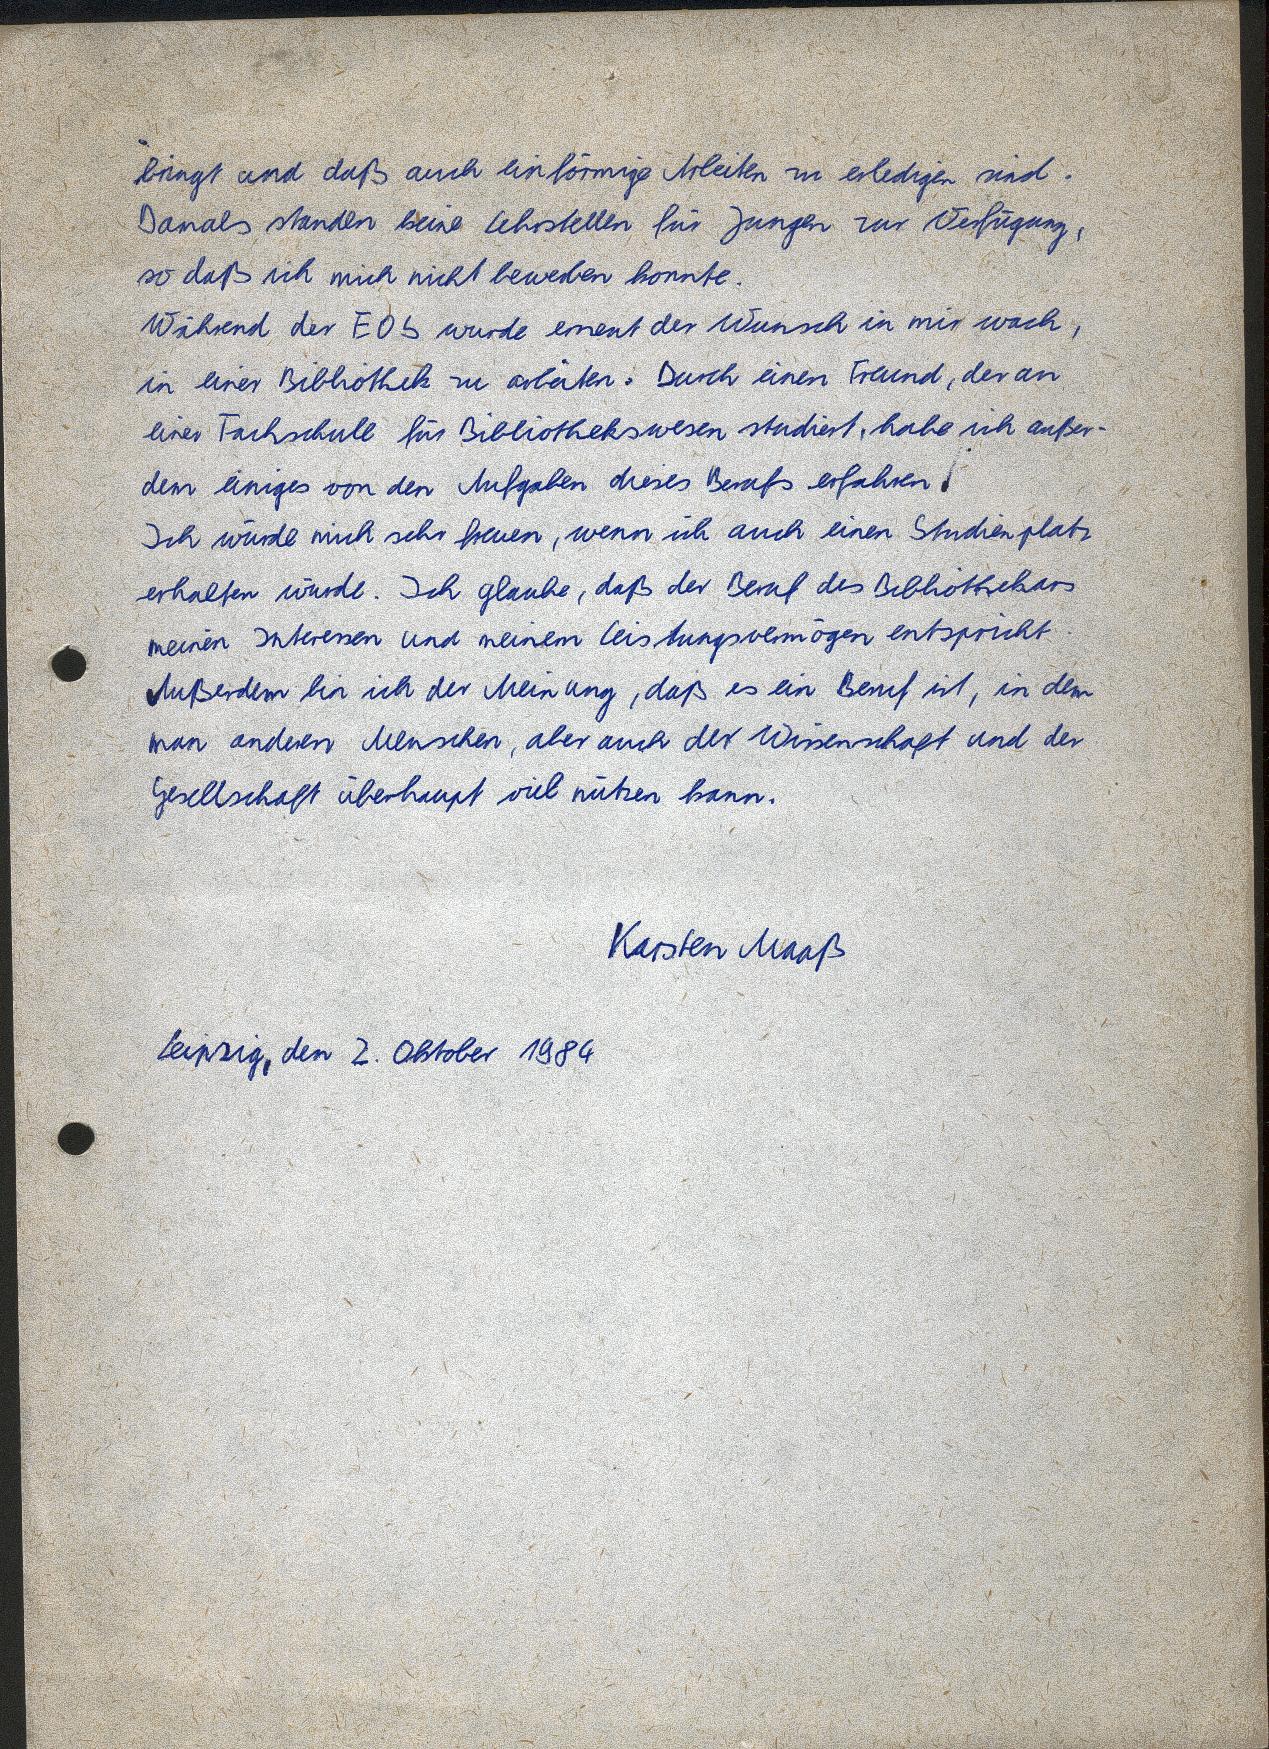 bringt und daß auch einförmige Arbeiten zu erledigen sind.
Damals standen keine Lehrstellen für Jungen zur Verfügung,
so daß ich mich nicht bewerben konnte.
Während der EOS wurde erneut der Wunsch in mir wach,
in einer Bibliothek zu arbeiten. Durch einen Freund, der an
einer Fachschule für Bibliothekswesen studiert, habe ich außer-
dem einiges von den Aufgaben dieses Berufs erfahren.
Ich würde mich sehr freuen, wenn ich auch einen Studienplatz
erhalten würde. Ich glaube, daß der Beruf des Bibliothekars
meinen Interessen und meinem Leistungsvermögen entspricht.
Außerdem bin ich der Meinung, daß es ein Beruf ist, in dem
man anderen Menschen, aber auch der Wissenschaft und der
Gesellschaft überhaupt viel nützen kann.
Karsten Maaß
Leipzig, den 2. Oktober 1984